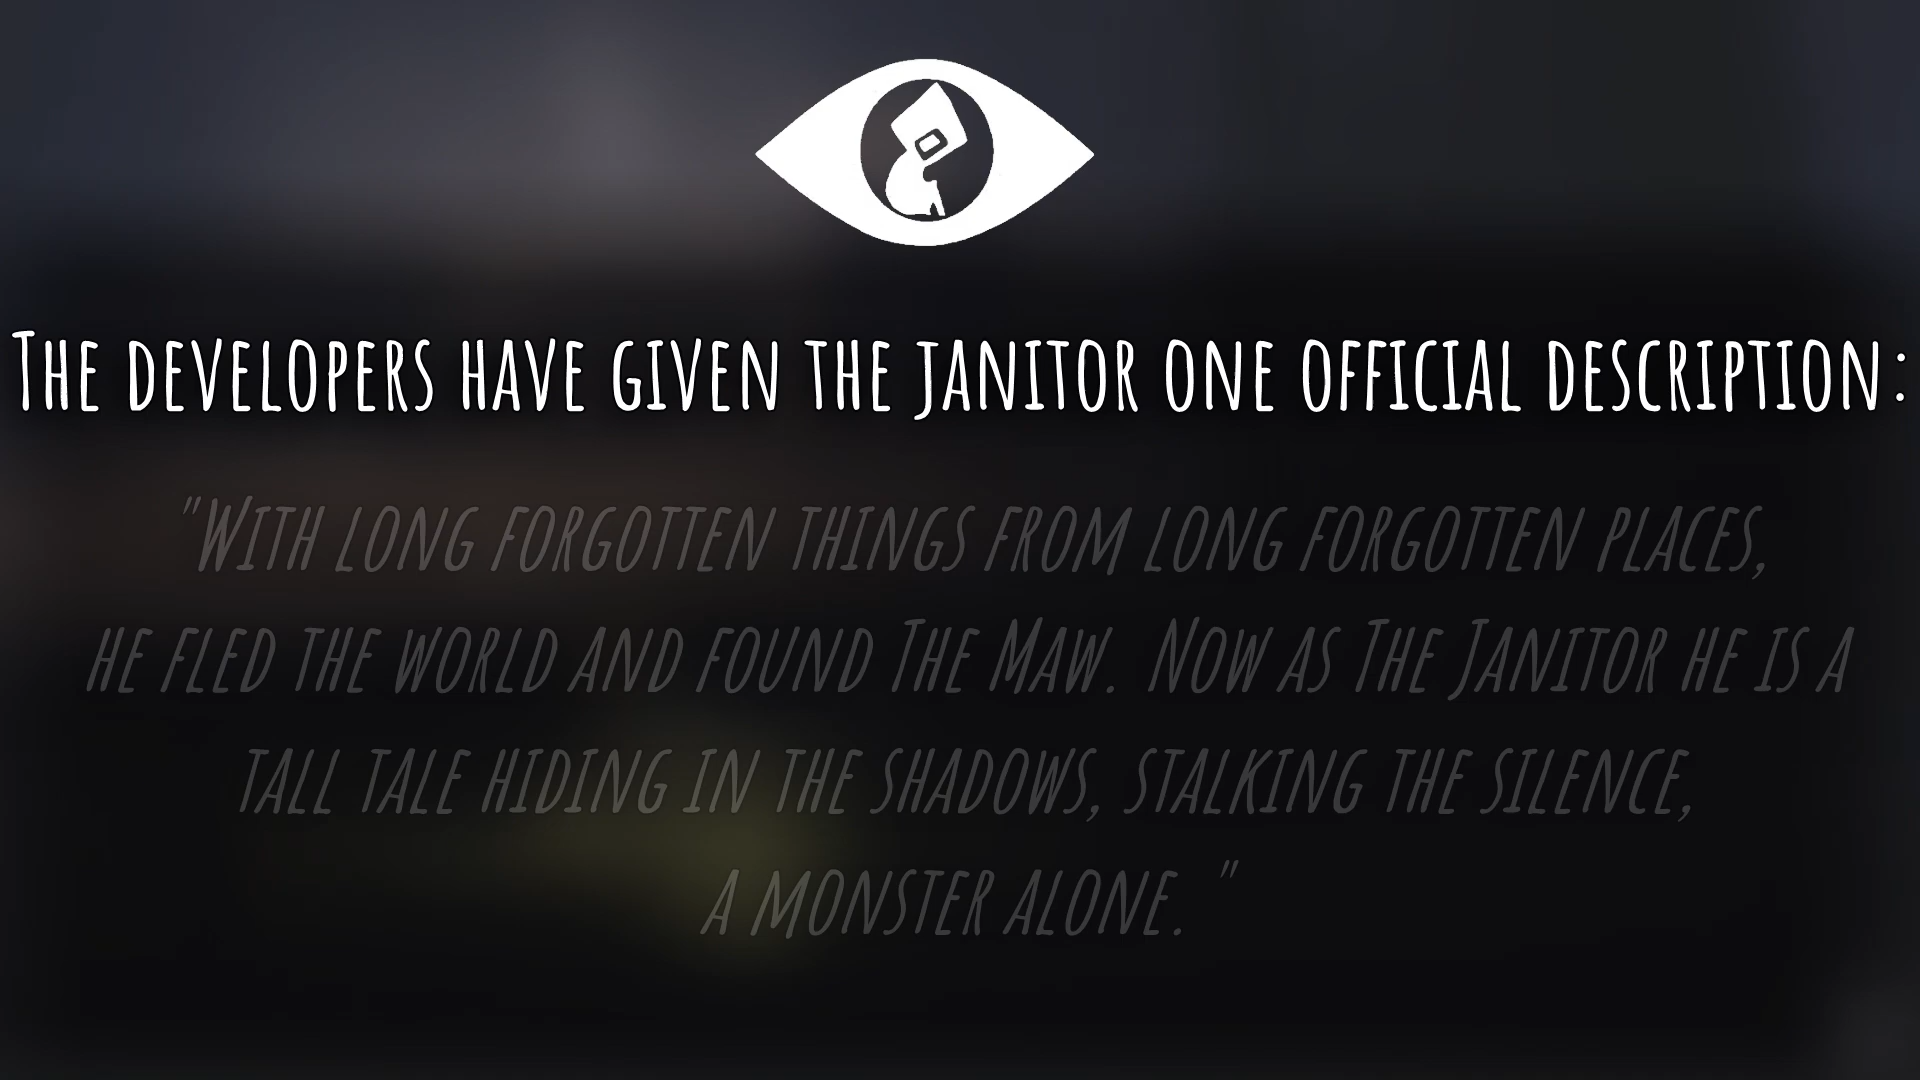 The developers have given the janitor one official description:
"With long forgotten things from long forgotten places,
he fled the world and found The Maw. Now as The Janitor he is a
tall tale hiding in the shadows, stalking the silence,
a monster alone."